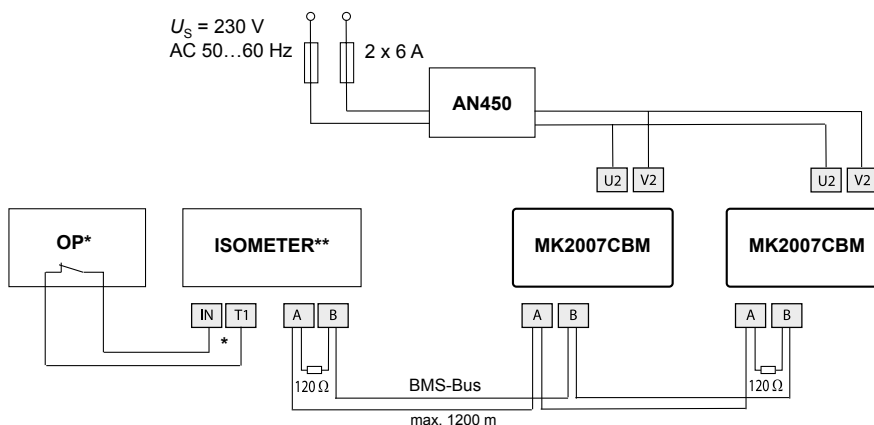 U_S = 230 V
AC 50…60 Hz
2 x 6 A
AN450
U2 V2
U2 V2
OP*
ISOMETER**
MK2007CBM
MK2007CBM
IN T1
A B
A B
A B
*
120 Ω
BMS-Bus
120 Ω
max. 1200 m